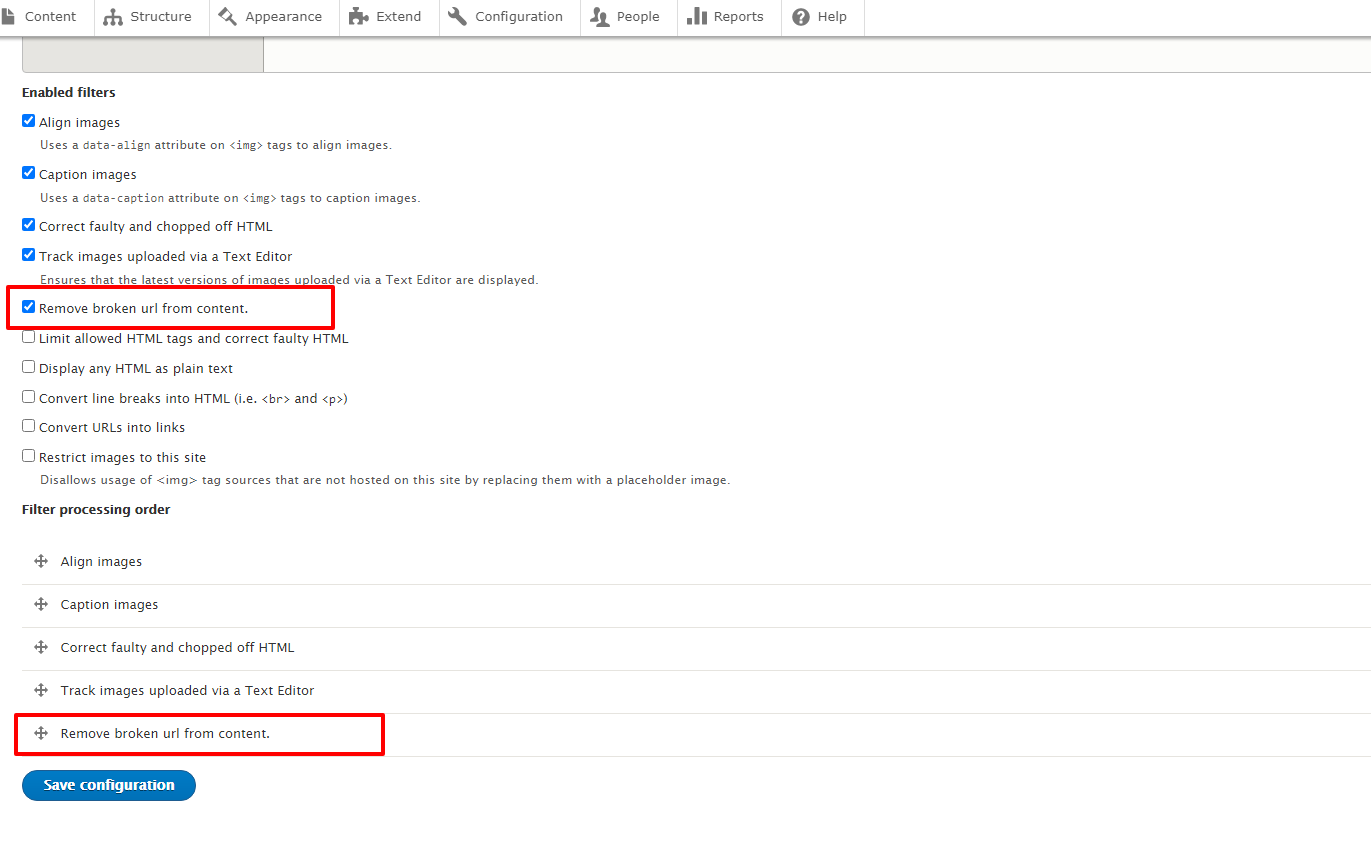 Content Structure Appearance Extend Configuration People Reports Help
Enabled filters
Align images
Uses a data-align attribute on <img> tags to align images.
Caption images
Uses a data-caption attribute on <img> tags to caption images.
Correct faulty and chopped off HTML
Track images uploaded via a Text Editor
Ensures that the latest versions of images uploaded via a Text Editor are displayed.
Remove broken url from content.
Limit allowed HTML tags and correct faulty HTML
Display any HTML as plain text
Convert line breaks into HTML (i.e. <br> and <p>)
Convert URLs into links
Restrict images to this site
Disallows usage of <img> tag sources that are not hosted on this site by replacing them with a placeholder image.
Filter processing order
Align images
Caption images
Correct faulty and chopped off HTML
Track images uploaded via a Text Editor
Remove broken url from content.
Save configuration